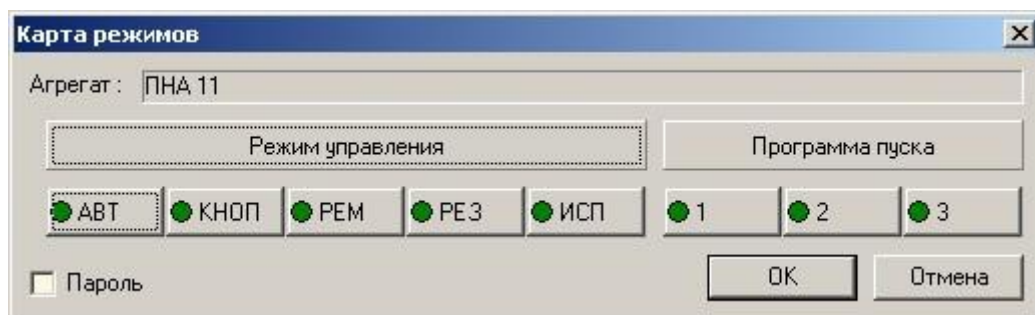 Карта режимов
Агрегат : ПНА 11
Режим управления Программа пуска
АВТ КНОП РЕМ РЕЗ ИСП 1 2 3
Пароль OK Отмена